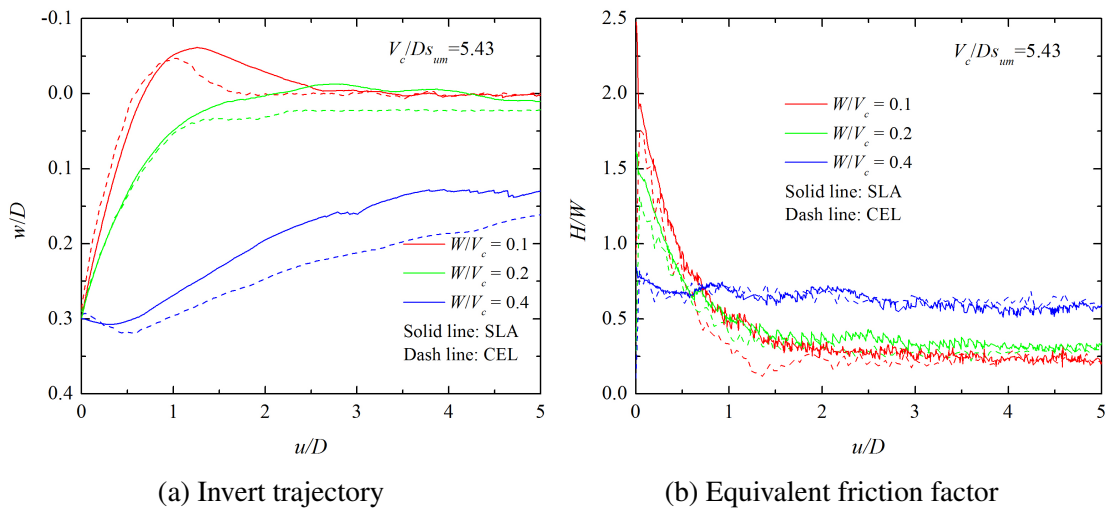 V_c/Ds_um=5.43
-0.1
0.0
0.1
0.2
0.3
0.4
w/D
W/V_c = 0.1
W/V_c = 0.2
W/V_c = 0.4
Solid line: SLA
Dash line: CEL
0 1 2 3 4 5
u/D
(a) Invert trajectory
V_c/Ds_um=5.43
2.5
2.0
1.5
1.0
0.5
0.0
H/W
W/V_c = 0.1
W/V_c = 0.2
W/V_c = 0.4
Solid line: SLA
Dash line: CEL
0 1 2 3 4 5
u/D
(b) Equivalent friction factor